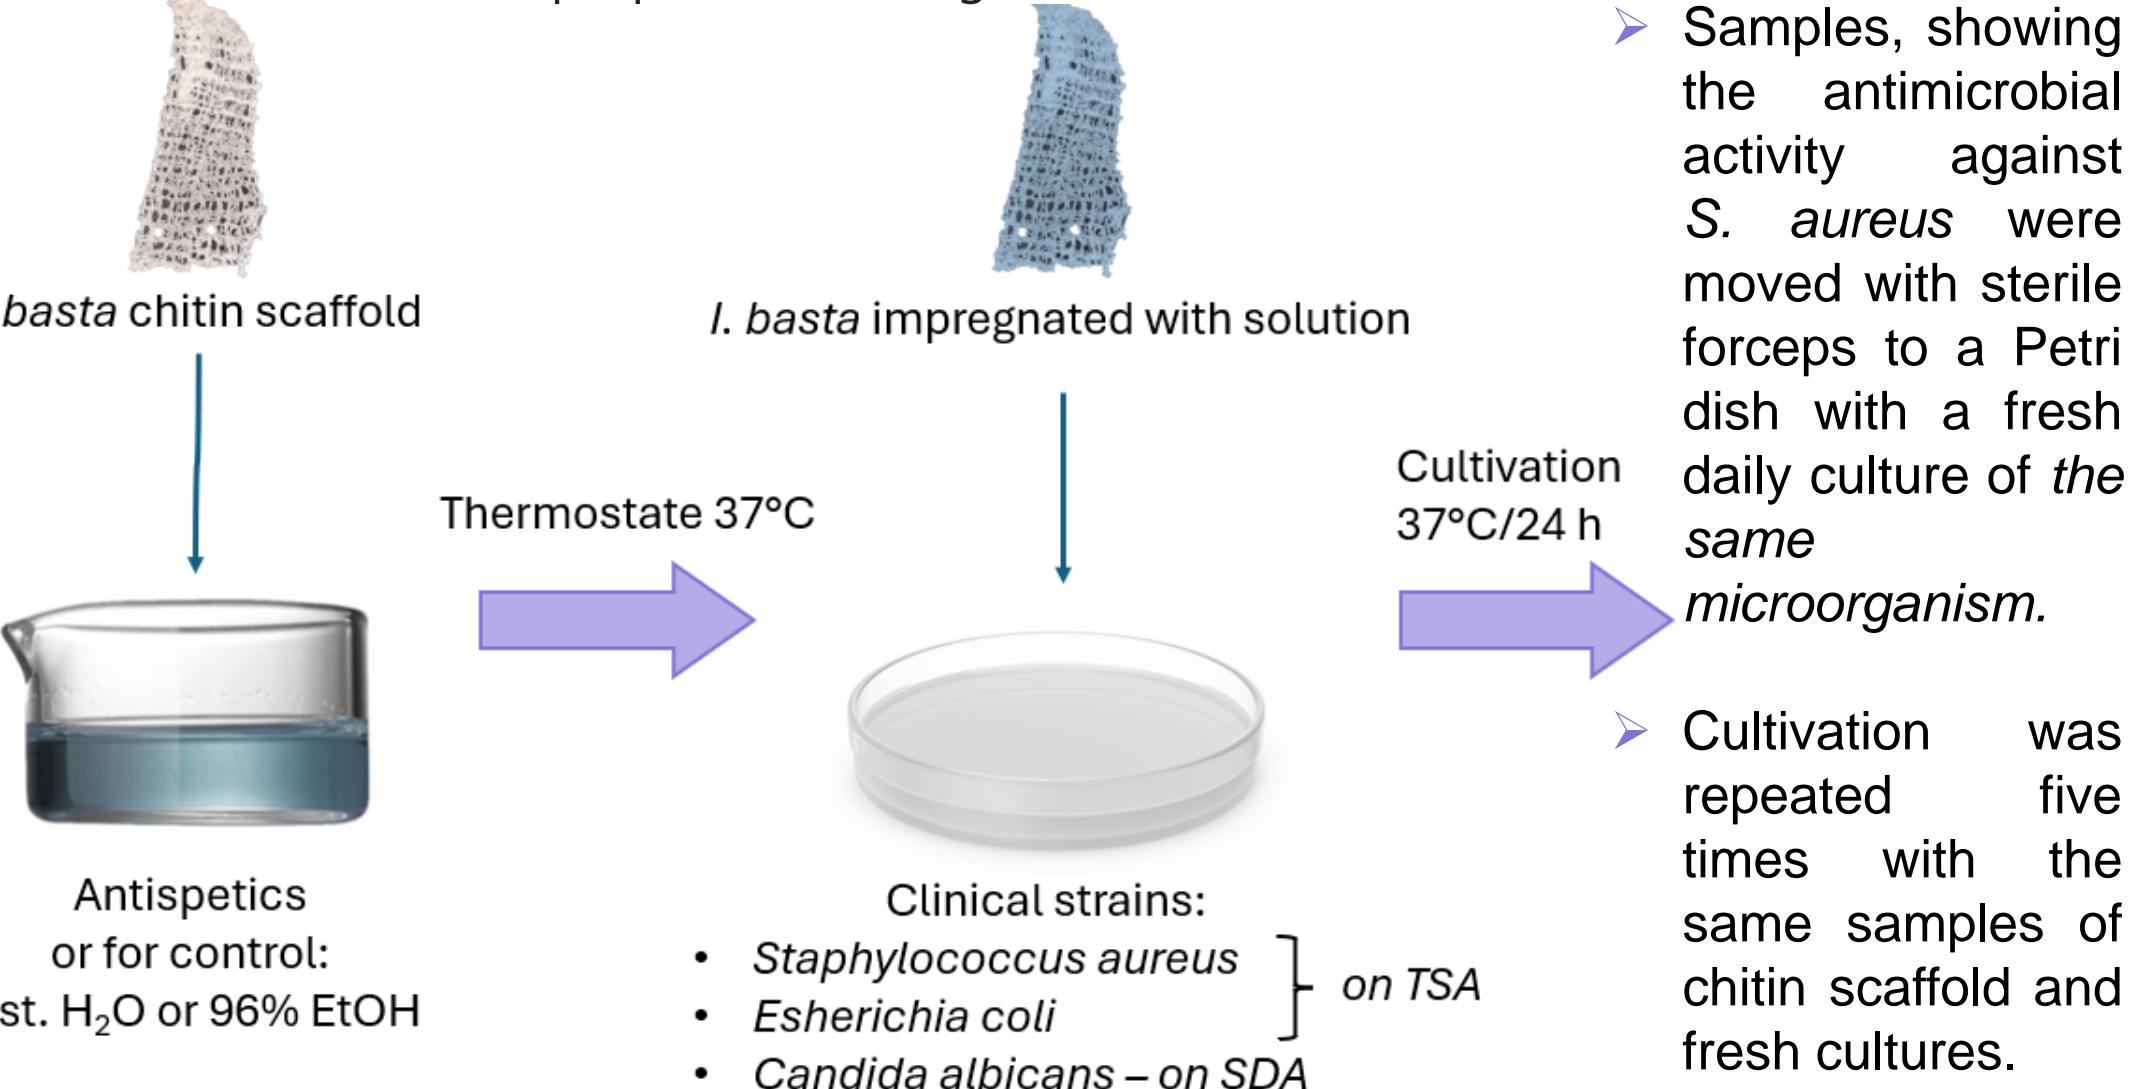 basta chitin scaffold
I. basta impregnated with solution
Thermostate 37°C
Cultivation
37°C/24 h
Antispetics
or for control:
st. H₂O or 96% EtOH
Clinical strains:
• Staphylococcus aureus
• Esherichia coli
on TSA
• Candida albicans – on SDA
➢ Samples, showing
the antimicrobial
activity against
S. aureus were
moved with sterile
forceps to a Petri
dish with a fresh
daily culture of the
same
microorganism.
➢ Cultivation was
repeated five
times with the
same samples of
chitin scaffold and
fresh cultures.